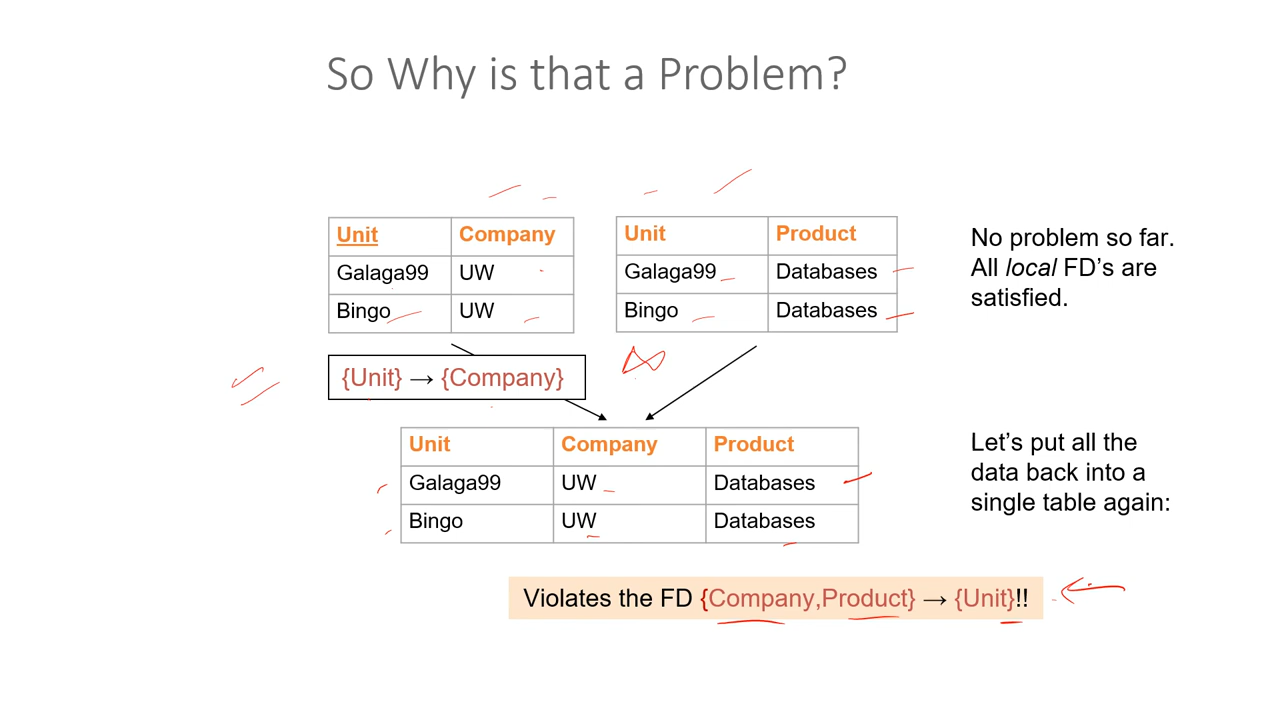 So Why is that a Problem?
Unit Company
Galaga99 UW
Bingo UW
Unit Product
Galaga99 Databases
Bingo Databases
No problem so far.
All local FD's are
satisfied.
{Unit} → {Company}
⋈
Unit Company Product
Galaga99 UW Databases
Bingo UW Databases
Let's put all the
data back into a
single table again:
Violates the FD {Company,Product} → {Unit}!!